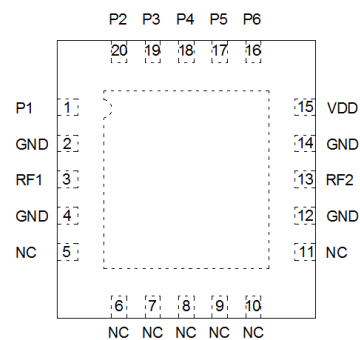 P2 P3 P4 P5 P6
20 19 18 17 16
P1 1 15 VDD
GND 2 14 GND
RF1 3 13 RF2
GND 4 12 GND
NC 5 11 NC
6 7 8 9 10
NC NC NC NC NC